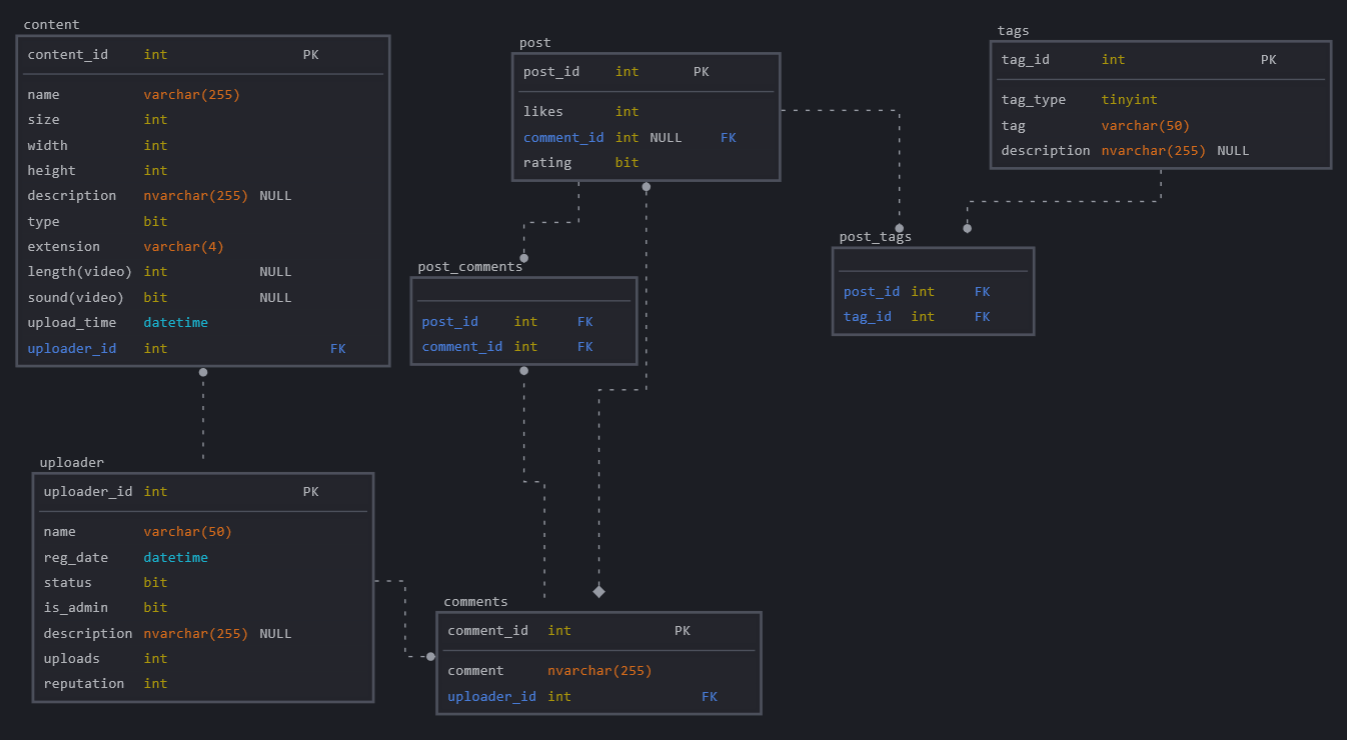 content
content_id int PK
name varchar(255)
size int
width int
height int
description nvarchar(255) NULL
type bit
extension varchar(4)
length(video) int NULL
sound(video) bit NULL
upload_time datetime
uploader_id int FK
post
post_id int PK
likes int
comment_id int NULL FK
rating bit
tags
tag_id int PK
tag_type tinyint
tag varchar(50)
description nvarchar(255) NULL
post_comments
post_id int FK
comment_id int FK
post_tags
post_id int FK
tag_id int FK
uploader
uploader_id int PK
name varchar(50)
reg_date datetime
status bit
is_admin bit
description nvarchar(255) NULL
uploads int
reputation int
comments
comment_id int PK
comment nvarchar(255)
uploader_id int FK